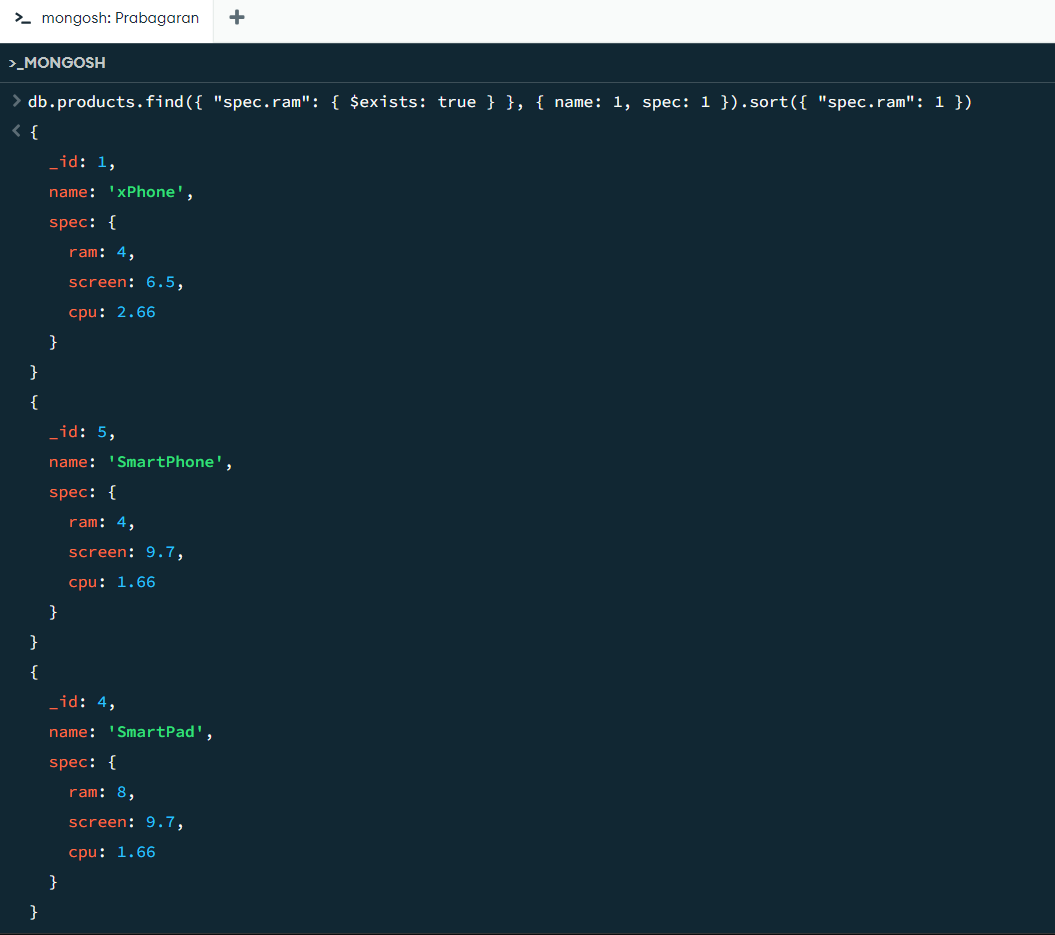 >_ mongosh: Prabagaran +
>_MONGOSH
> db.products.find({ "spec.ram": { $exists: true } }, { name: 1, spec: 1 }).sort({ "spec.ram": 1 })
< {
    _id: 1,
    name: 'xPhone',
    spec: {
      ram: 4,
      screen: 6.5,
      cpu: 2.66
    }
  }
  {
    _id: 5,
    name: 'SmartPhone',
    spec: {
      ram: 4,
      screen: 9.7,
      cpu: 1.66
    }
  }
  {
    _id: 4,
    name: 'SmartPad',
    spec: {
      ram: 8,
      screen: 9.7,
      cpu: 1.66
    }
  }